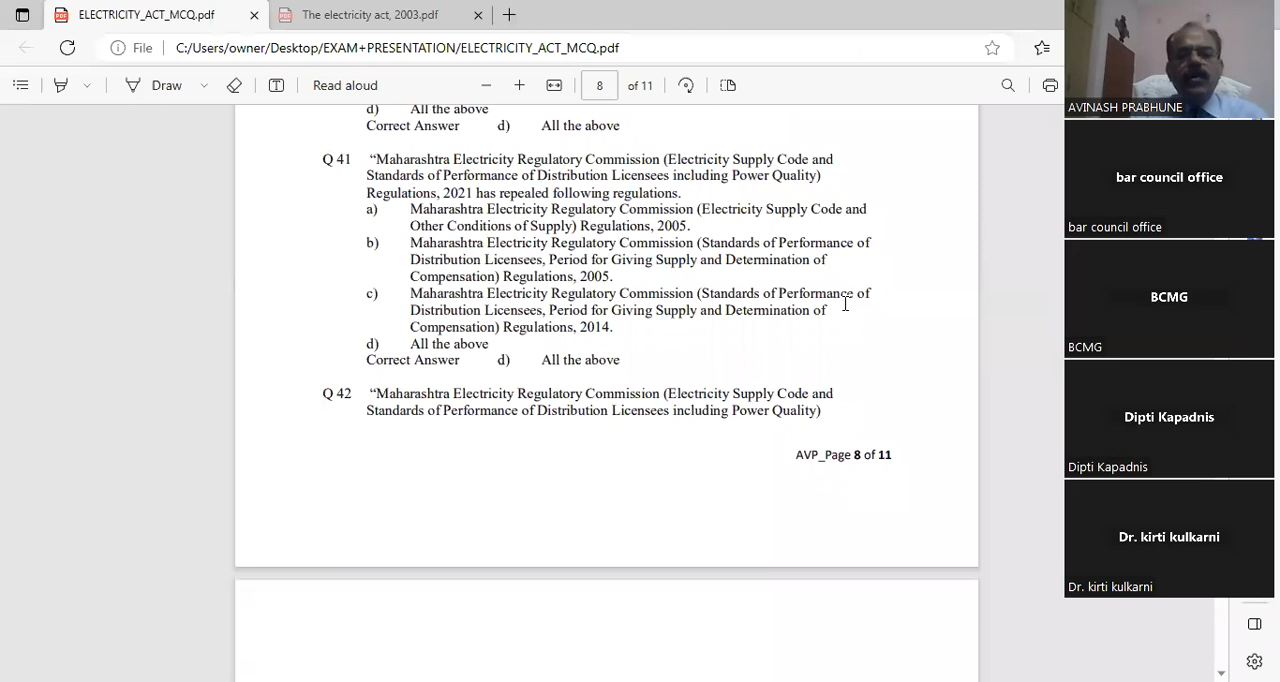 ELECTRICITY_ACT_MCQ.pdf
The electricity act, 2003.pdf
File
C:/Users/owner/Desktop/EXAM+PRESENTATION/ELECTRICITY_ACT_MCQ.pdf
Draw
Read aloud
8 of 11
d) All the above
Correct Answer d) All the above
Q 41 “Maharashtra Electricity Regulatory Commission (Electricity Supply Code and
Standards of Performance of Distribution Licensees including Power Quality)
Regulations, 2021 has repealed following regulations.
a) Maharashtra Electricity Regulatory Commission (Electricity Supply Code and
Other Conditions of Supply) Regulations, 2005.
b) Maharashtra Electricity Regulatory Commission (Standards of Performance of
Distribution Licensees, Period for Giving Supply and Determination of
Compensation) Regulations, 2005.
c) Maharashtra Electricity Regulatory Commission (Standards of Performance of
Distribution Licensees, Period for Giving Supply and Determination of
Compensation) Regulations, 2014.
d) All the above
Correct Answer d) All the above
Q 42 “Maharashtra Electricity Regulatory Commission (Electricity Supply Code and
Standards of Performance of Distribution Licensees including Power Quality)
AVP_Page 8 of 11
AVINASH PRABHUNE
bar council office
bar council office
BCMG
BCMG
Dipti Kapadnis
Dipti Kapadnis
Dr. kirti kulkarni
Dr. kirti kulkarni